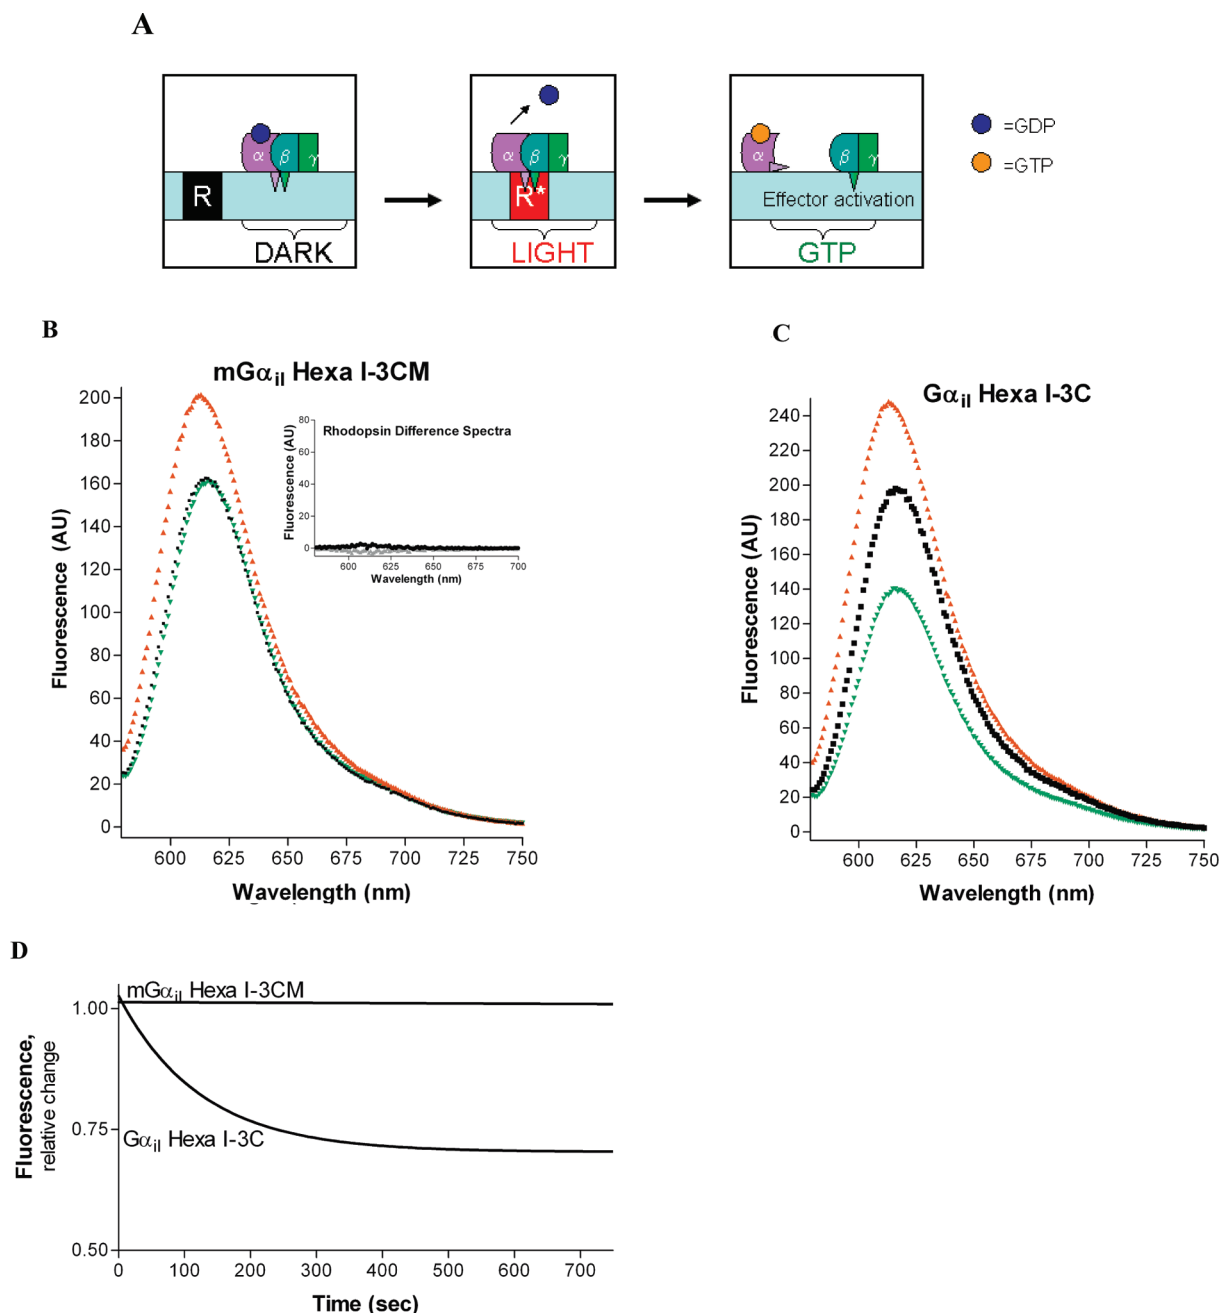 A
α β γ
R
DARK
α β γ
R*
LIGHT
α β γ
Effector activation
GTP
=GDP
=GTP
B
mGαil Hexa I-3CM
Fluorescence (AU)
200
180
160
140
120
100
80
60
40
20
0
600 625 650 675 700 725 750
Wavelength (nm)
Rhodopsin Difference Spectra
Fluorescence (AU)
80
60
40
20
0
600 625 650 675 700
Wavelength (nm)
C
Gαil Hexa I-3C
Fluorescence (AU)
240
220
200
180
160
140
120
100
80
60
40
20
0
600 625 650 675 700 725 750
Wavelength (nm)
D
Fluorescence,
relative change
1.00
0.75
0.50
mGαil Hexa I-3CM
Gαil Hexa I-3C
0 100 200 300 400 500 600 700
Time (sec)